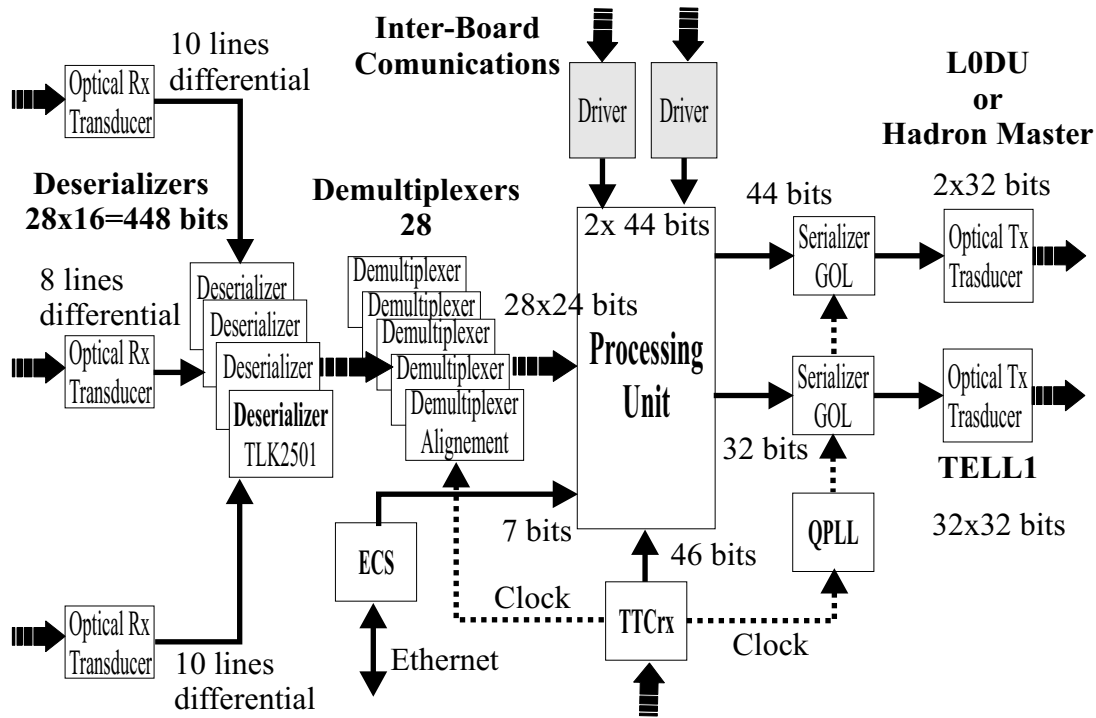 10 lines
differential
Inter-Board
Comunications
L0DU
or
Hadron Master
Optical Rx
Transducer
Driver
Driver
Deserializers
28x16=448 bits
Demultiplexers
28
2x 44 bits
44 bits
2x32 bits
Serializer
GOL
Optical Tx
Trasducer
8 lines
differential
Optical Rx
Transducer
Deserializer
Deserializer
Deserializer
Deserializer
TLK2501
Demultiplexer
Demultiplexer
Demultiplexer
Demultiplexer
Demultiplexer
Alignement
28x24 bits
Processing
Unit
Serializer
GOL
Optical Tx
Trasducer
32 bits
TELL1
32x32 bits
7 bits
ECS
46 bits
QPLL
Clock
TTCrx
Clock
Ethernet
Optical Rx
Transducer
10 lines
differential